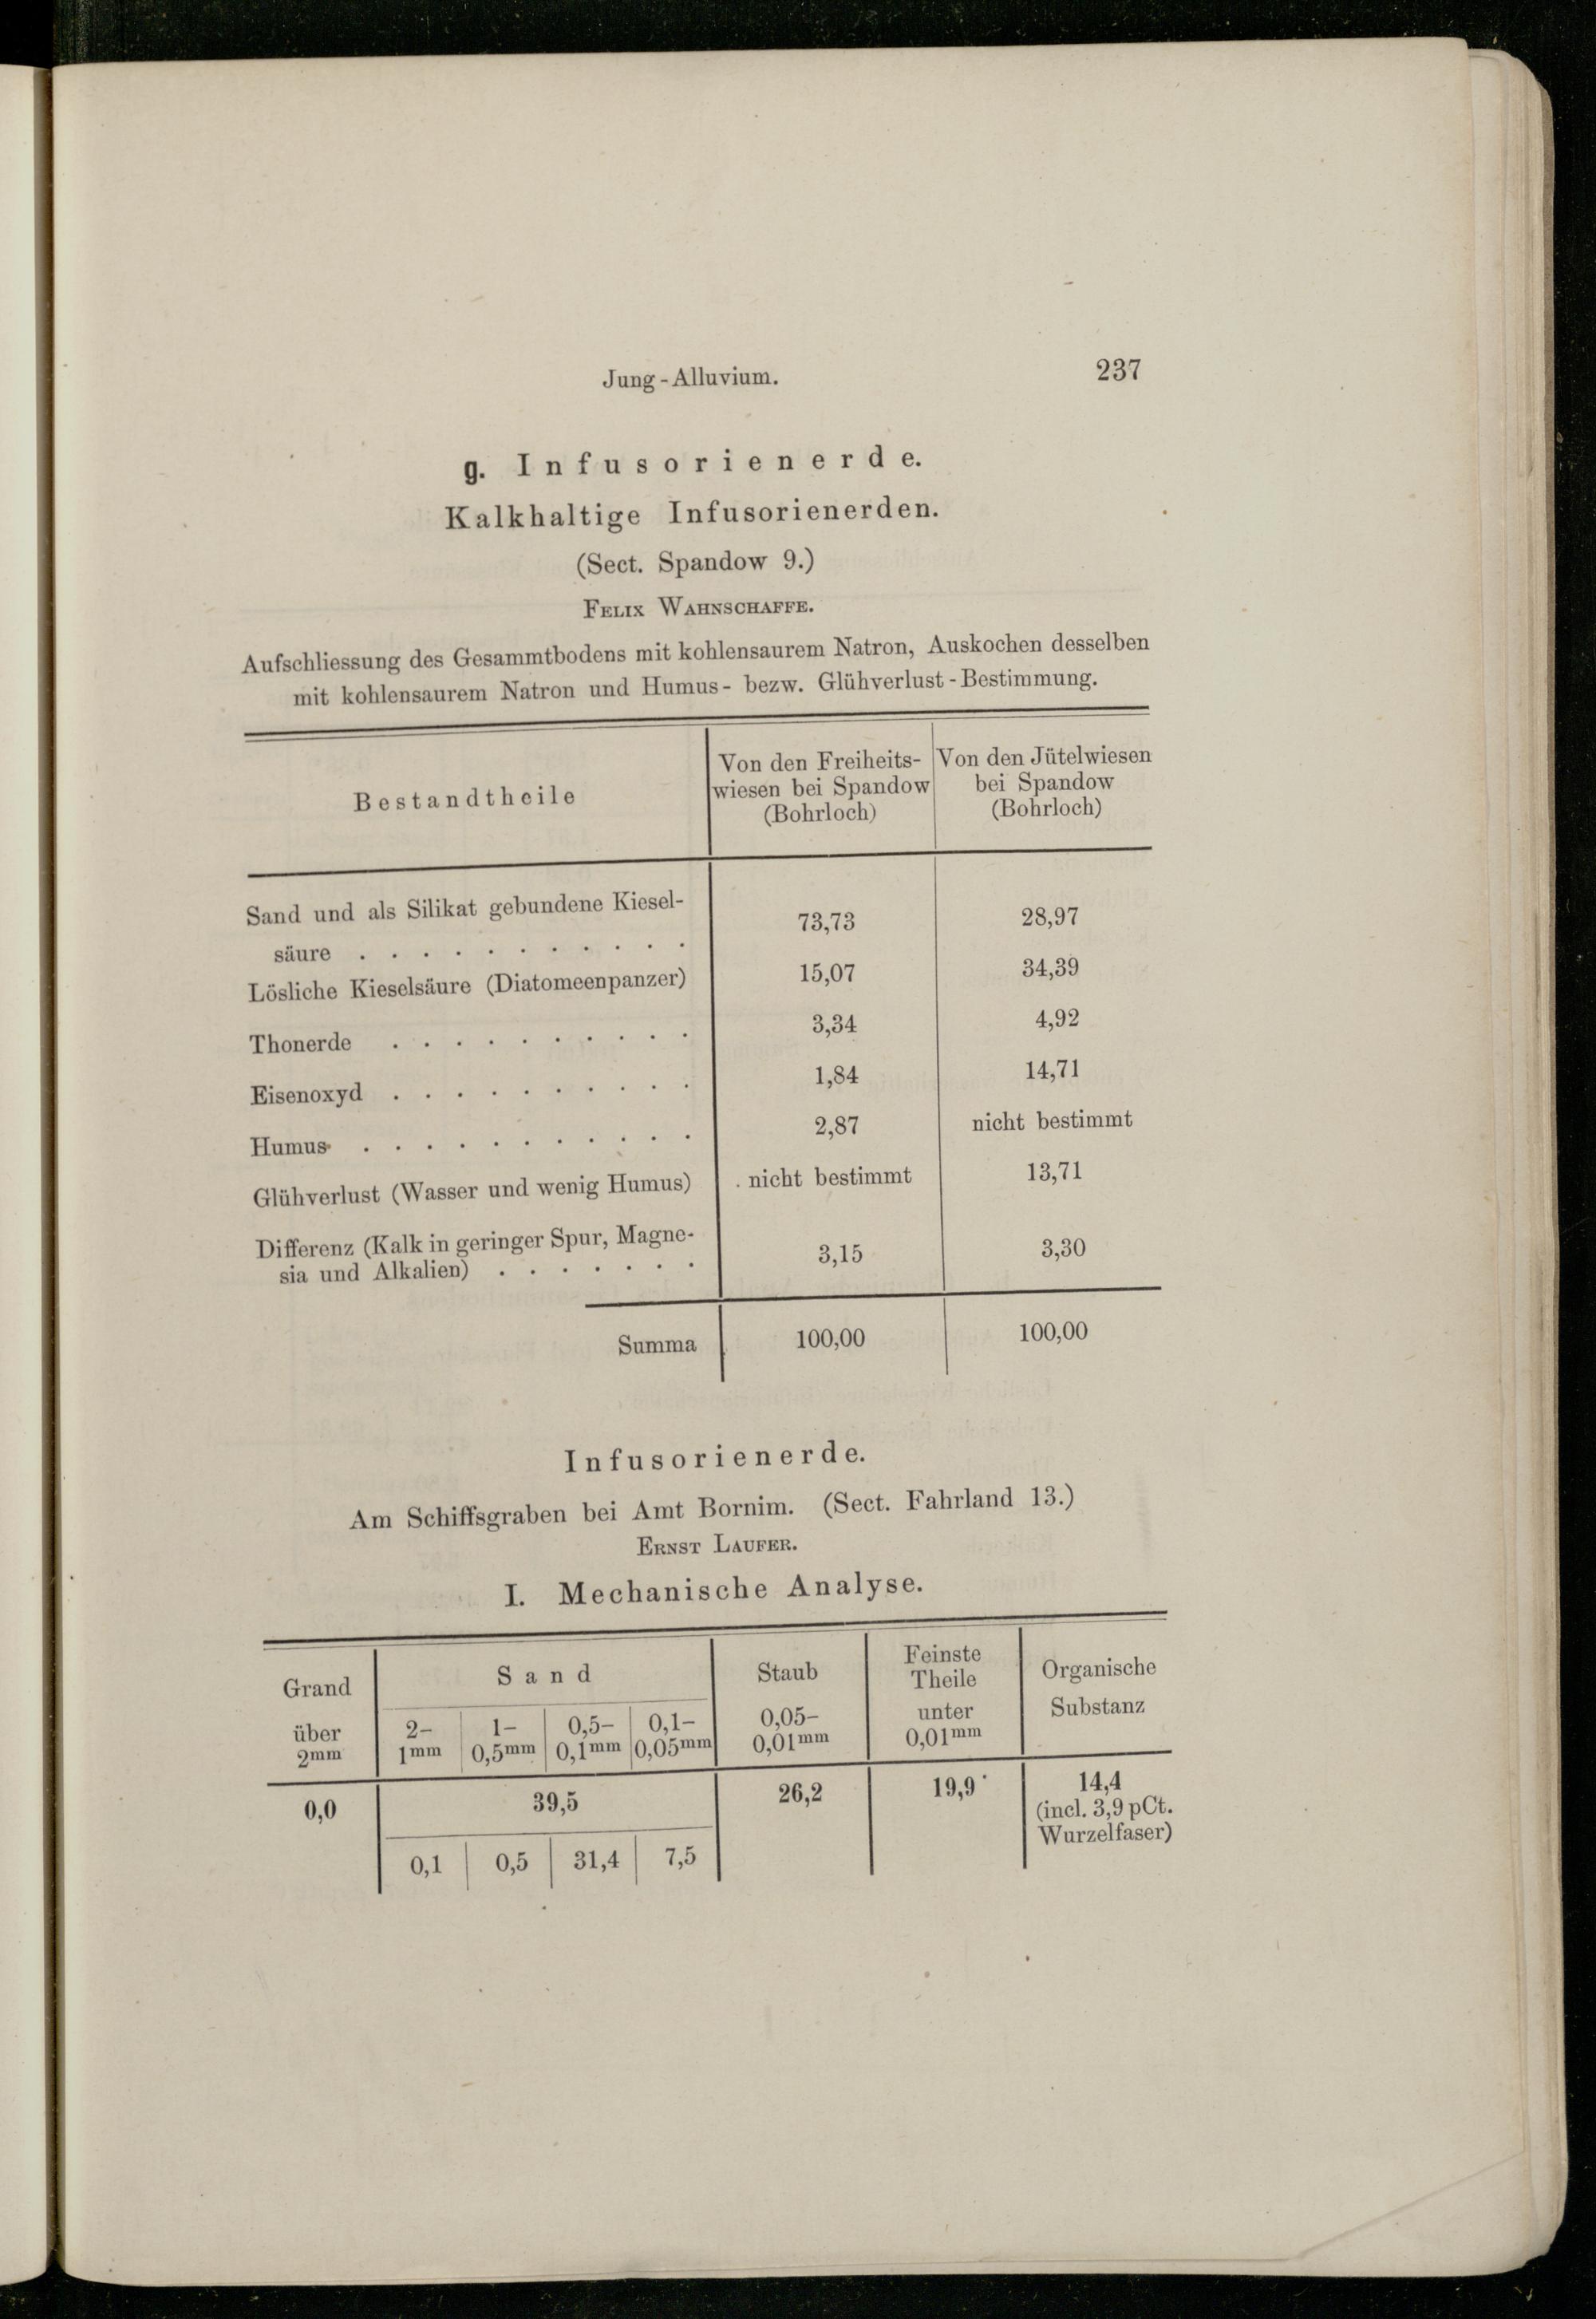 Jung-Alluvium. 237
g. Infusorienerde.
Kalkhaltige Infusorienerden.
(Sect. Spandow 9.)
FELIX WAHNSCHAFFE.
Aufschliessung des Gesammtbodens mit kohlensaurem Natron, Auskochen desselben
mit kohlensaurem Natron und Humus- bezw. Glühverlust-Bestimmung.
Bestandtheile
Von den Freiheits-
wiesen bei Spandow
(Bohrloch)
Von den Jütelwiesen
bei Spandow
(Bohrloch)
Sand und als Silikat gebundene Kiesel-
säure . . . . . . . . . . . 73,73 28,97
Lösliche Kieselsäure (Diatomeenpanzer) 15,07 34,39
Thonerde . . . . . . . . . . 3,34 4,92
Eisenoxyd . . . . . . . . . . 1,84 14,71
Humus . . . . . . . . . . . 2,87 nicht bestimmt
Glühverlust (Wasser und wenig Humus) nicht bestimmt 13,71
Differenz (Kalk in geringer Spur, Magne-
sia und Alkalien) . . . . . . . 3,15 3,30
Summa 100,00 100,00
Infusorienerde.
Am Schiffsgraben bei Amt Bornim. (Sect. Fahrland 13.)
ERNST LAUFER.
I. Mechanische Analyse.
Grand
über
2mm
Sand
2–
1mm
1–
0,5mm
0,5–
0,1mm
0,1–
0,05mm
Staub
0,05–
0,01mm
Feinste
Theile
unter
0,01mm
Organische
Substanz
0,0 39,5 26,2 19,9 14,4
(incl. 3,9 pCt.
Wurzelfaser)
0,1 0,5 31,4 7,5